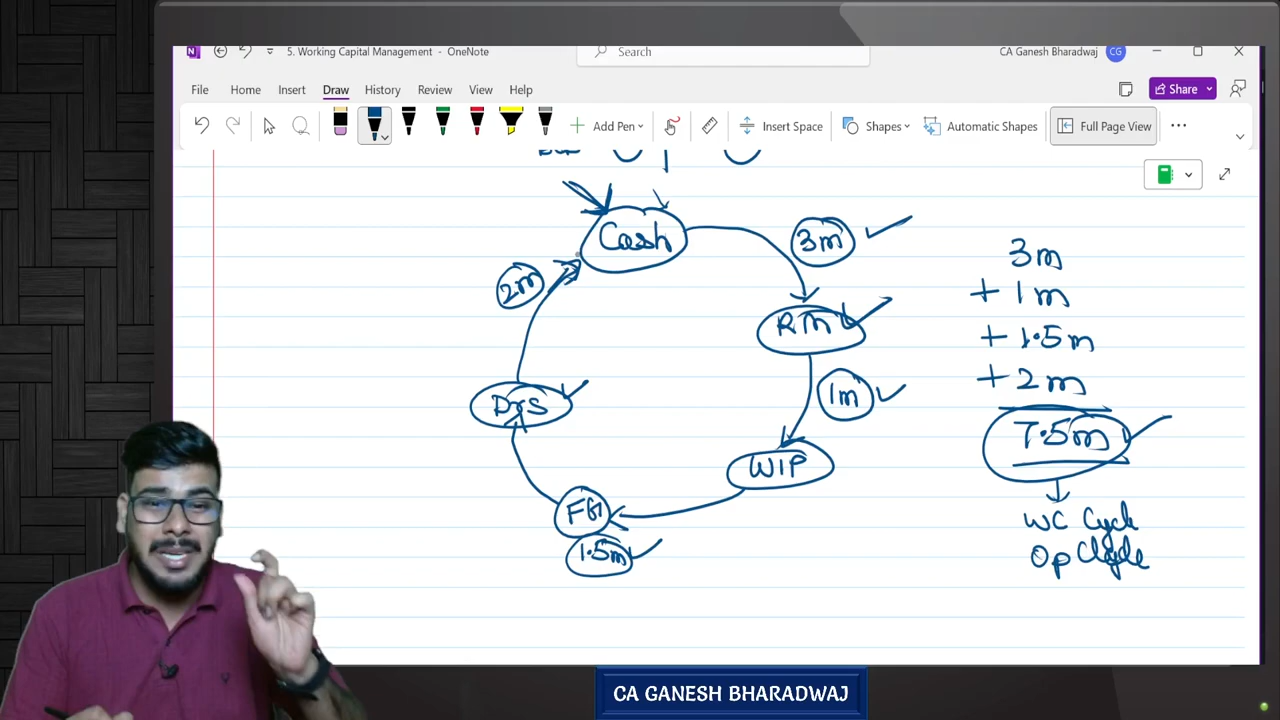 5. Working Capital Management - OneNote
Search
CA Ganesh Bharadwaj
CG
File Home Insert Draw History Review View Help
Share
Add Pen
Insert Space
Shapes
Automatic Shapes
Full Page View
Cash
3m
2m
RM
1m
Drs
WIP
FG
1.5m
3m
+ 1m
+ 1.5m
+ 2m
7.5m
WC Cycle
Op Cycle
CA GANESH BHARADWAJ